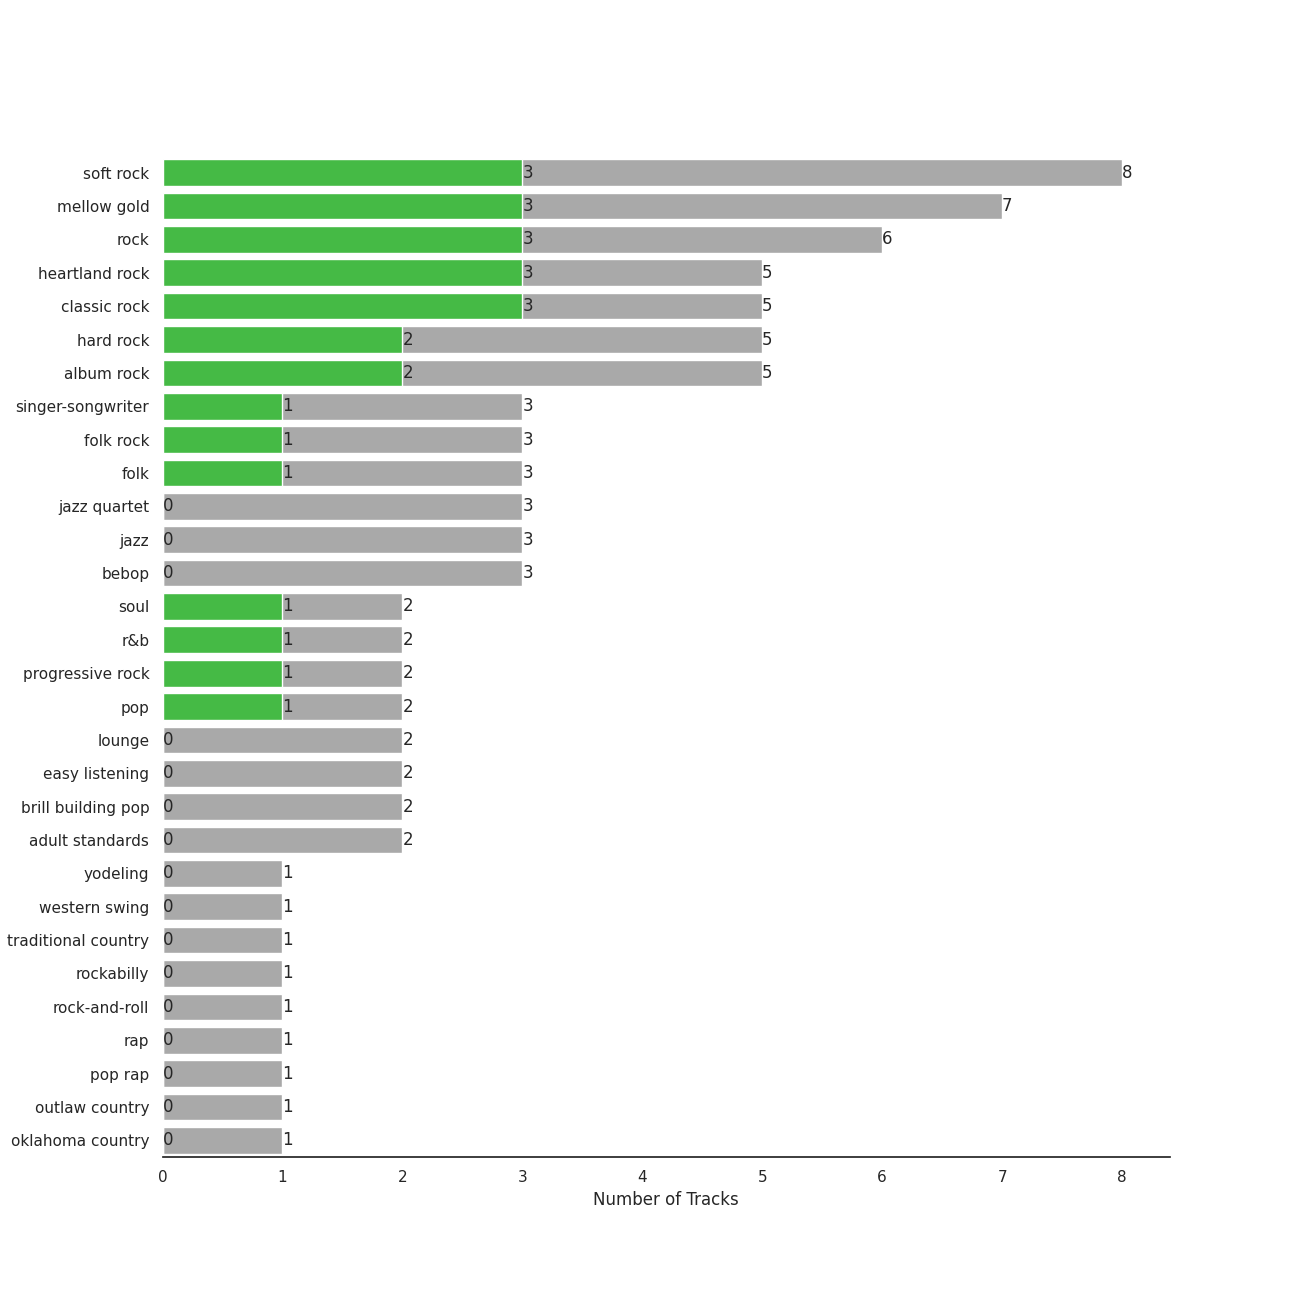 soft rock 3 8
mellow gold 3 7
rock 3 6
heartland rock 3 5
classic rock 3 5
hard rock 2 5
album rock 2 5
singer-songwriter 1 3
folk rock 1 3
folk 1 3
jazz quartet 0 3
jazz 0 3
bebop 0 3
soul 1 2
r&b 1 2
progressive rock 1 2
pop 1 2
lounge 0 2
easy listening 0 2
brill building pop 0 2
adult standards 0 2
yodeling 0 1
western swing 0 1
traditional country 0 1
rockabilly 0 1
rock-and-roll 0 1
rap 0 1
pop rap 0 1
outlaw country 0 1
oklahoma country 0 1
0 1 2 3 4 5 6 7 8
Number of Tracks